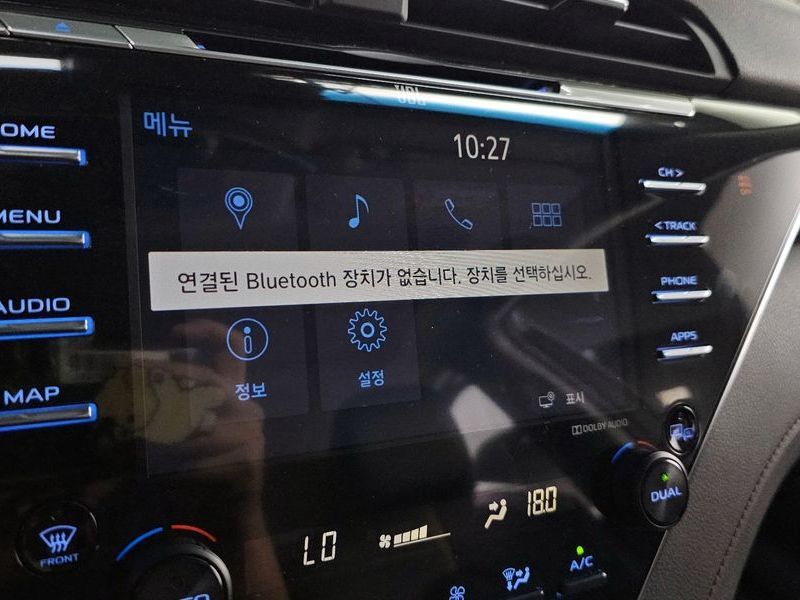 JBL
메뉴
10:27
연결된 Bluetooth 장치가 없습니다. 장치를 선택하십시오.
정보
설정
표시
DOLBY AUDIO
OME
MENU
AUDIO
MAP
CH >
< TRACK
PHONE
APPS
FRONT
LO
18.0
DUAL
A/C